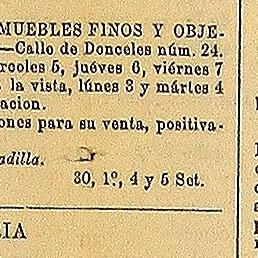 MUEBLES FINOS Y OBJE-
—Calle de Donceles núm. 24.
rcoles 5, juéves 6, viérnes 7
la vista, lúnes 3 y mártes 4
acion.
ones para su venta, positiva-
adilla.
30, 1º, 4 y 5 Set.
LIA